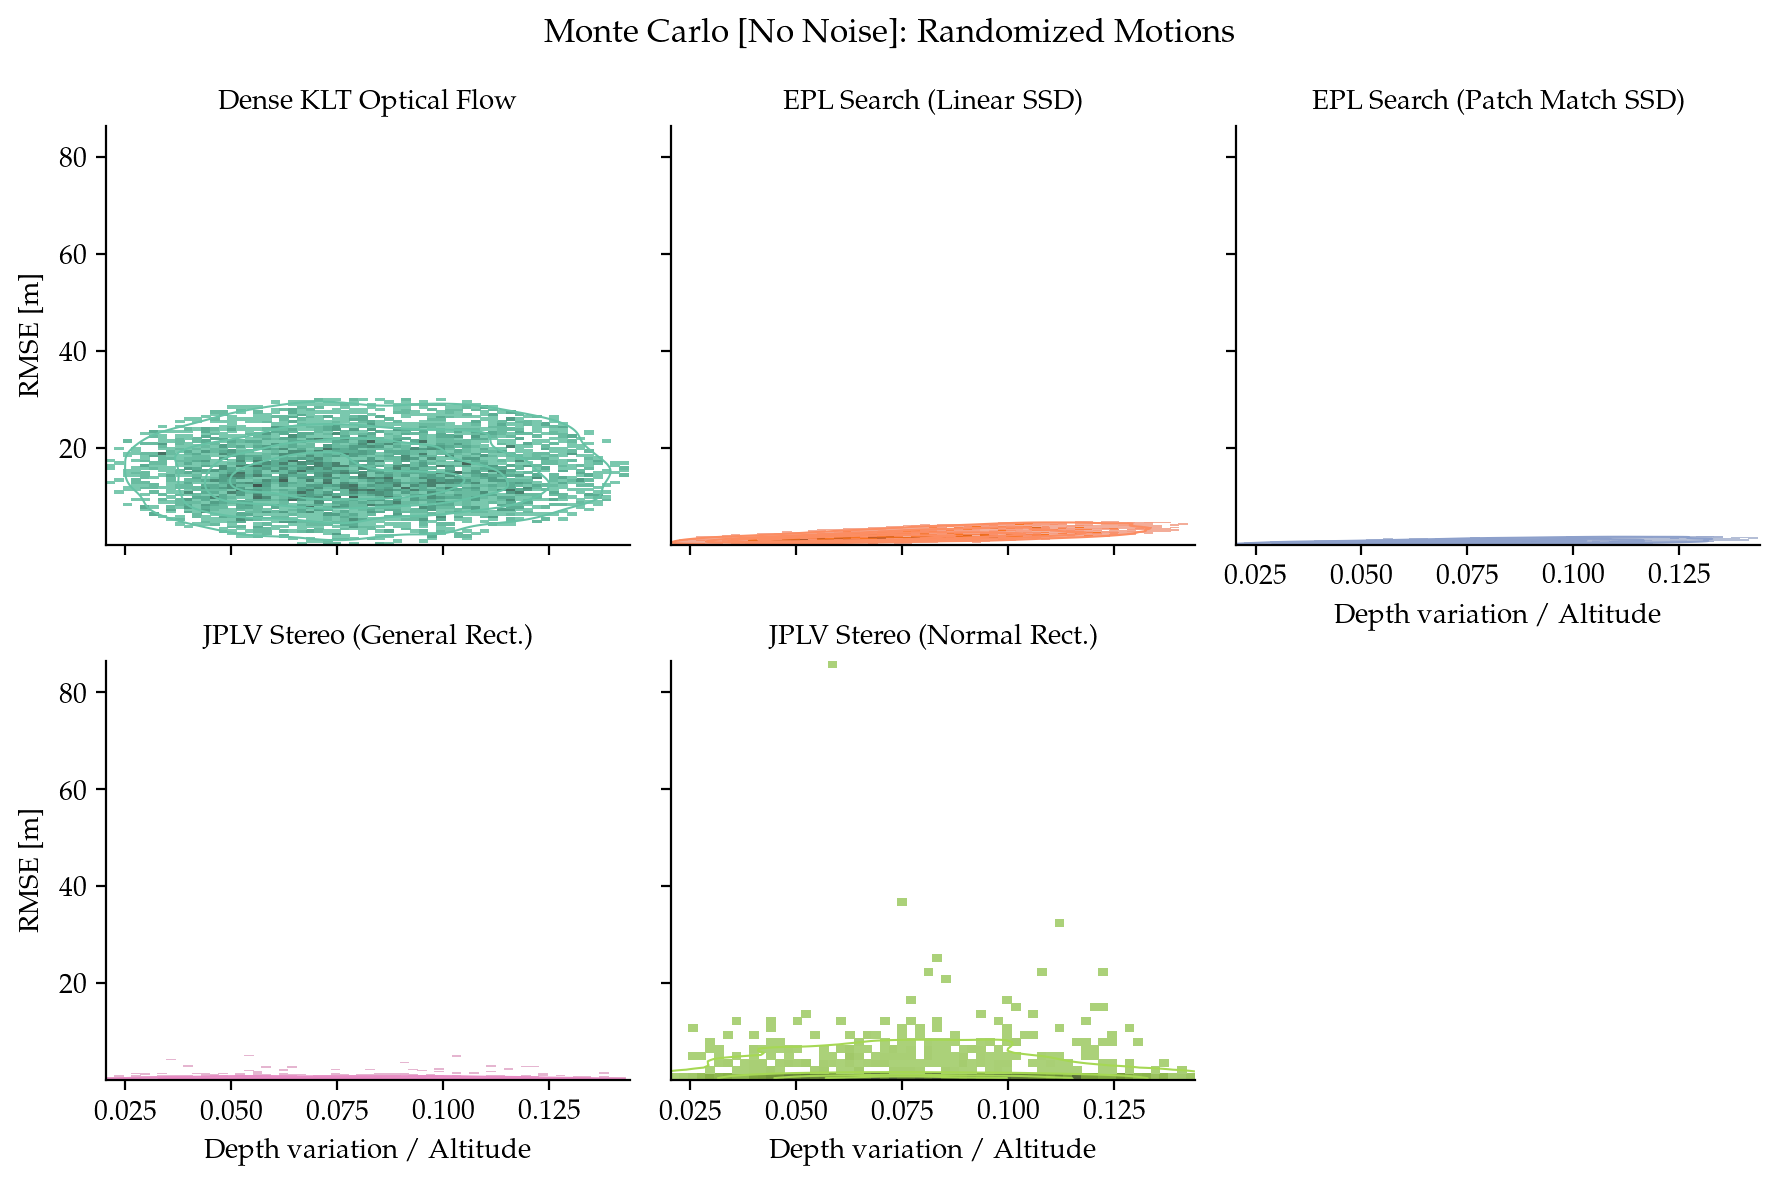 Monte Carlo [No Noise]: Randomized Motions
Dense KLT Optical Flow
EPL Search (Linear SSD)
EPL Search (Patch Match SSD)
80
60
40
20
RMSE [m]
0.025 0.050 0.075 0.100 0.125
Depth variation / Altitude
JPLV Stereo (General Rect.)
JPLV Stereo (Normal Rect.)
80
60
40
20
RMSE [m]
0.025 0.050 0.075 0.100 0.125
Depth variation / Altitude
0.025 0.050 0.075 0.100 0.125
Depth variation / Altitude